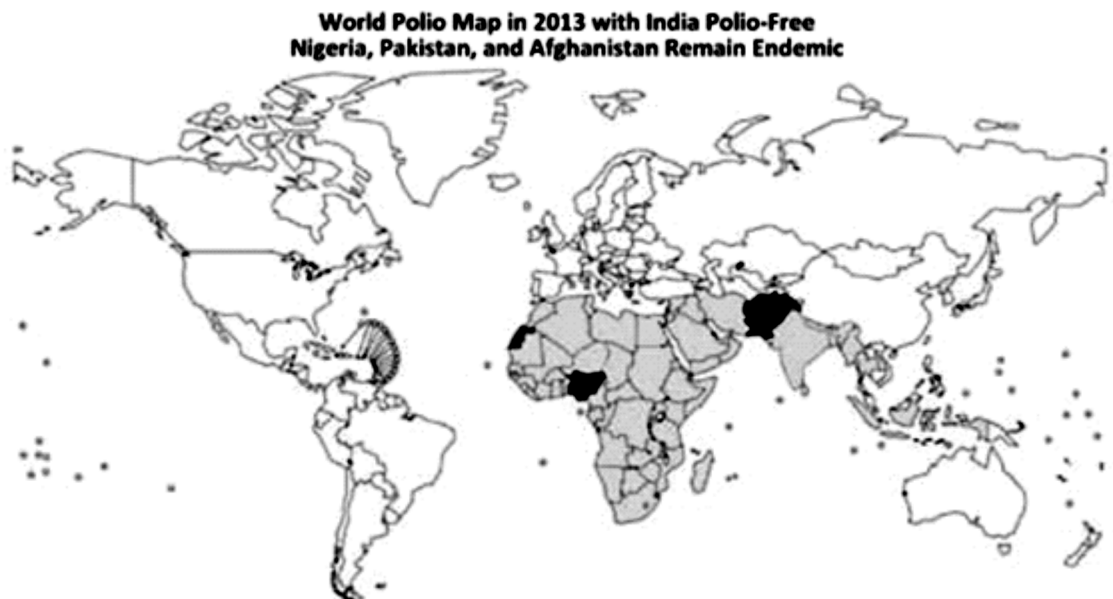 World Polio Map in 2013 with India Polio-Free
Nigeria, Pakistan, and Afghanistan Remain Endemic